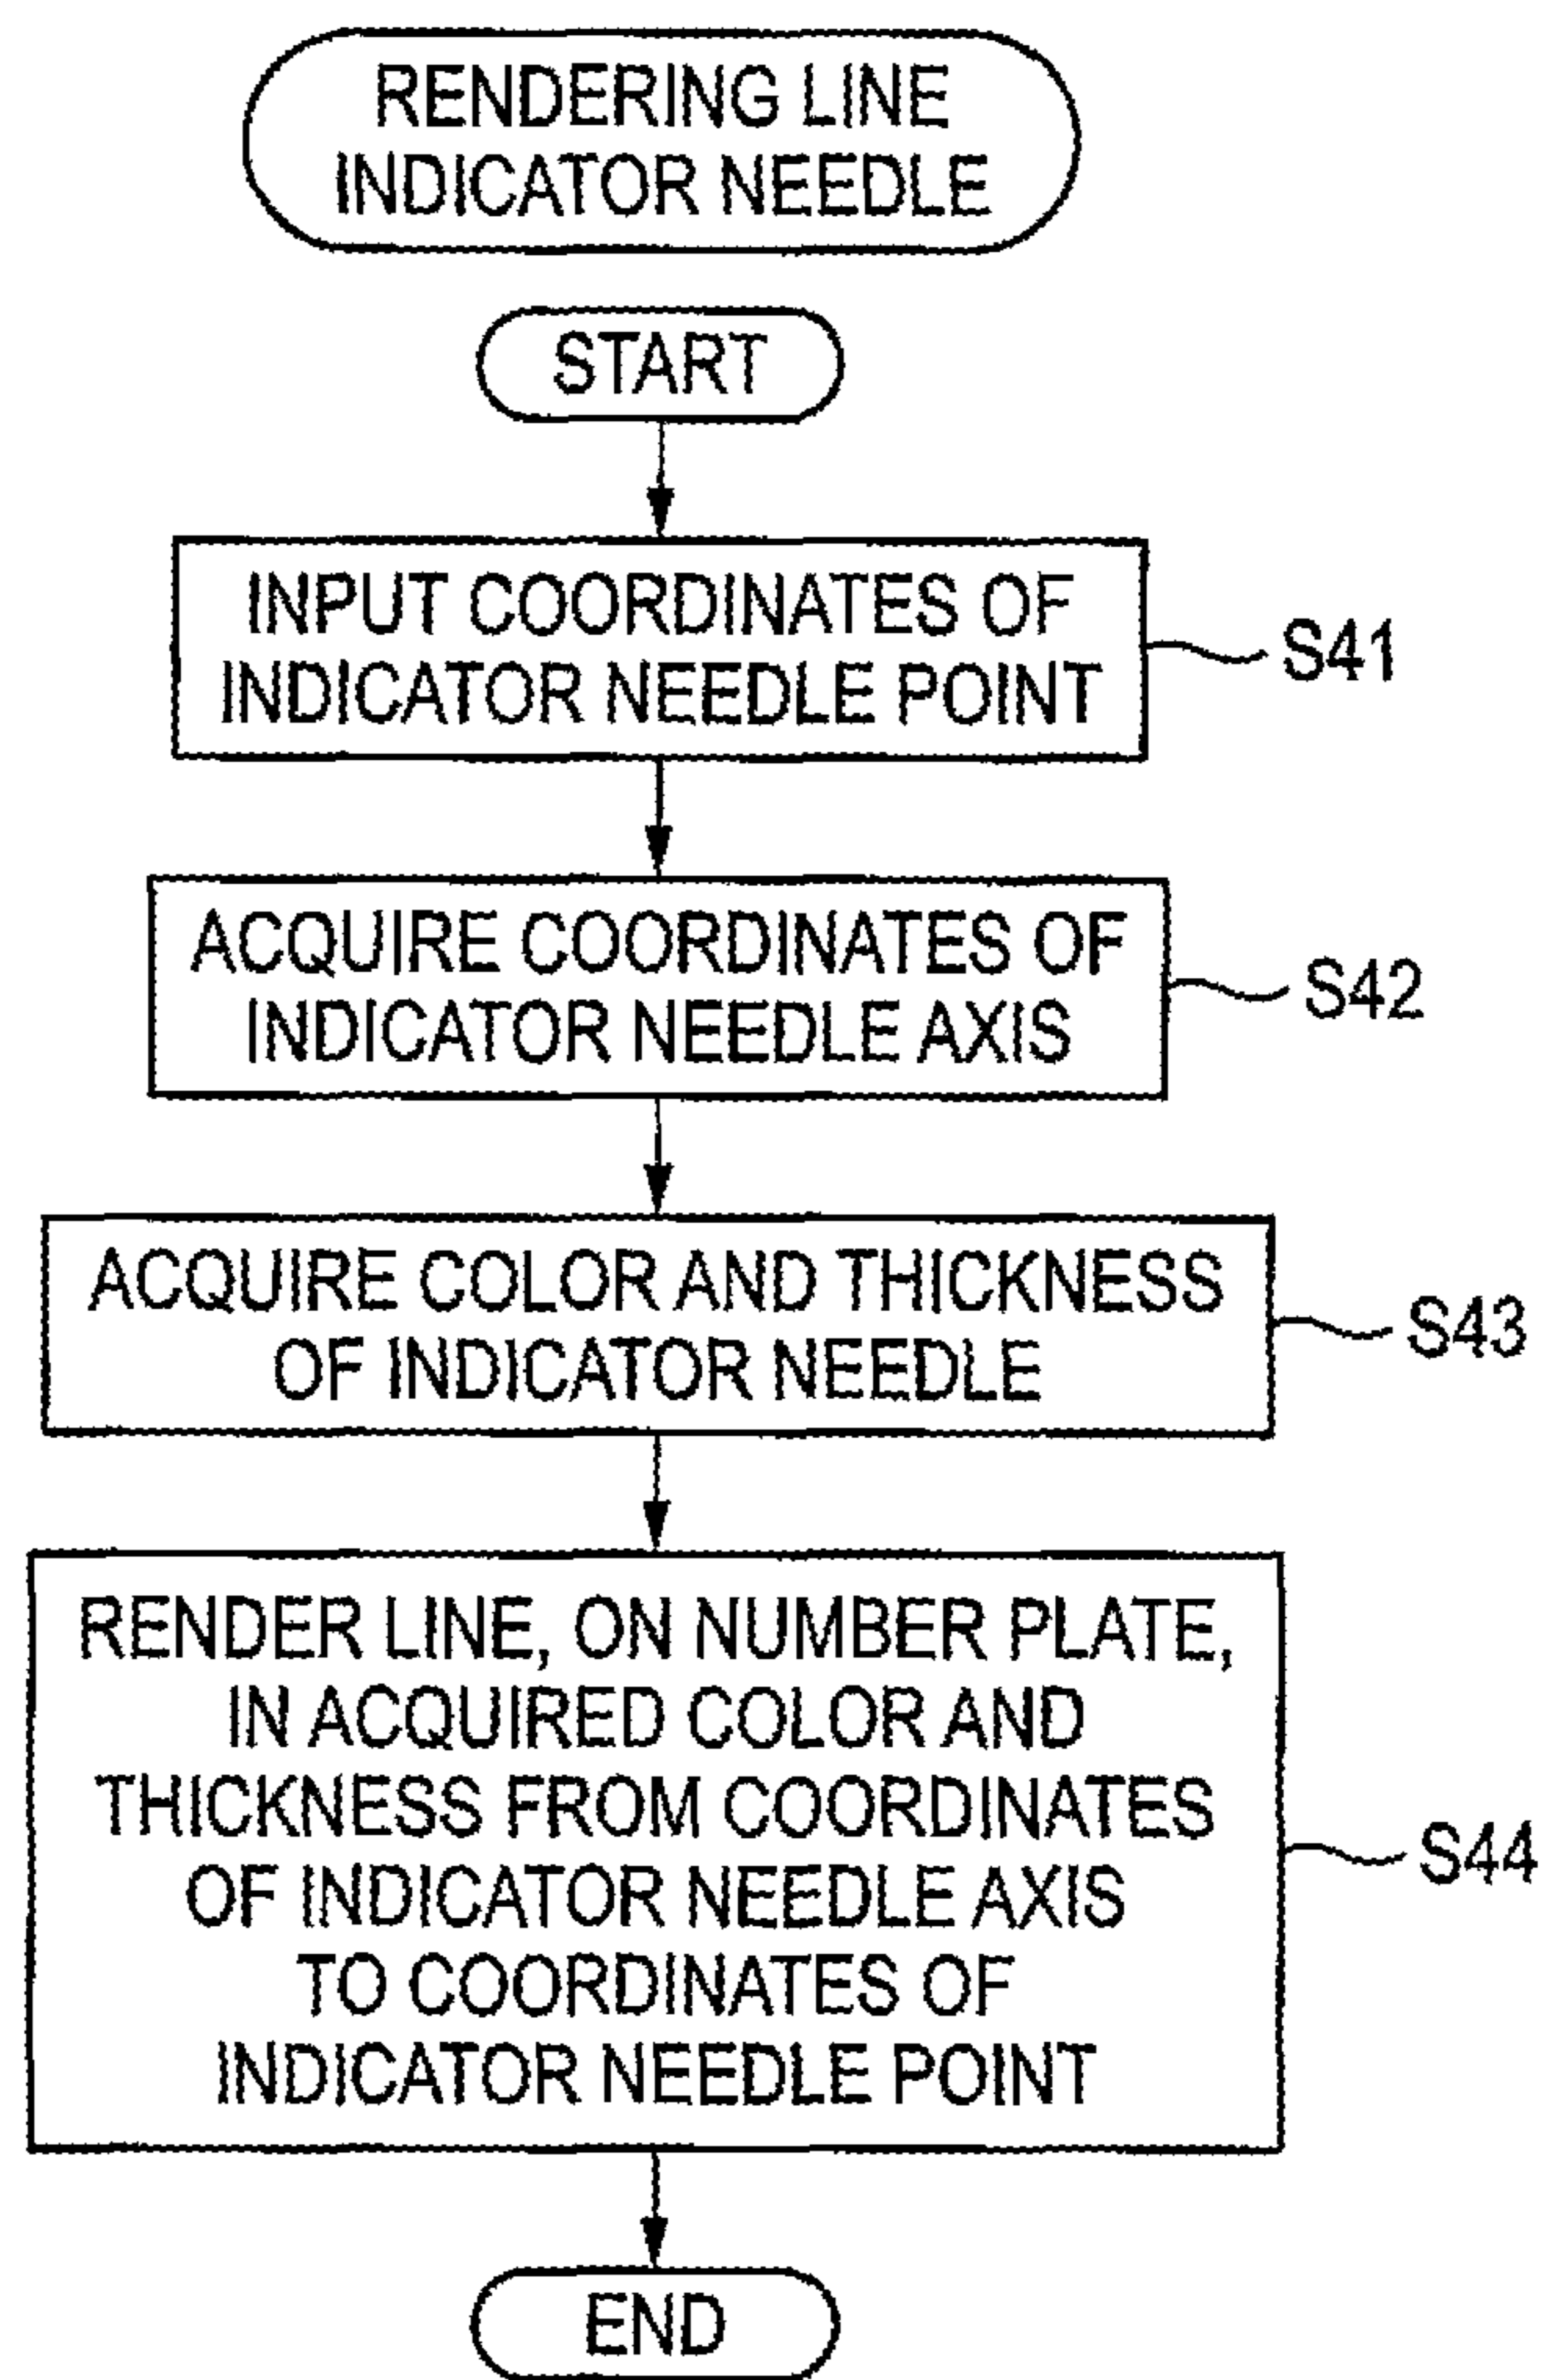 RENDERING LINE
INDICATOR NEEDLE
START
INPUT COORDINATES OF
INDICATOR NEEDLE POINT
S41
ACQUIRE COORDINATES OF
INDICATOR NEEDLE AXIS
S42
ACQUIRE COLOR AND THICKNESS
OF INDICATOR NEEDLE
S43
RENDER LINE, ON NUMBER PLATE,
IN ACQUIRED COLOR AND
THICKNESS FROM COORDINATES
OF INDICATOR NEEDLE AXIS
TO COORDINATES OF
INDICATOR NEEDLE POINT
S44
END